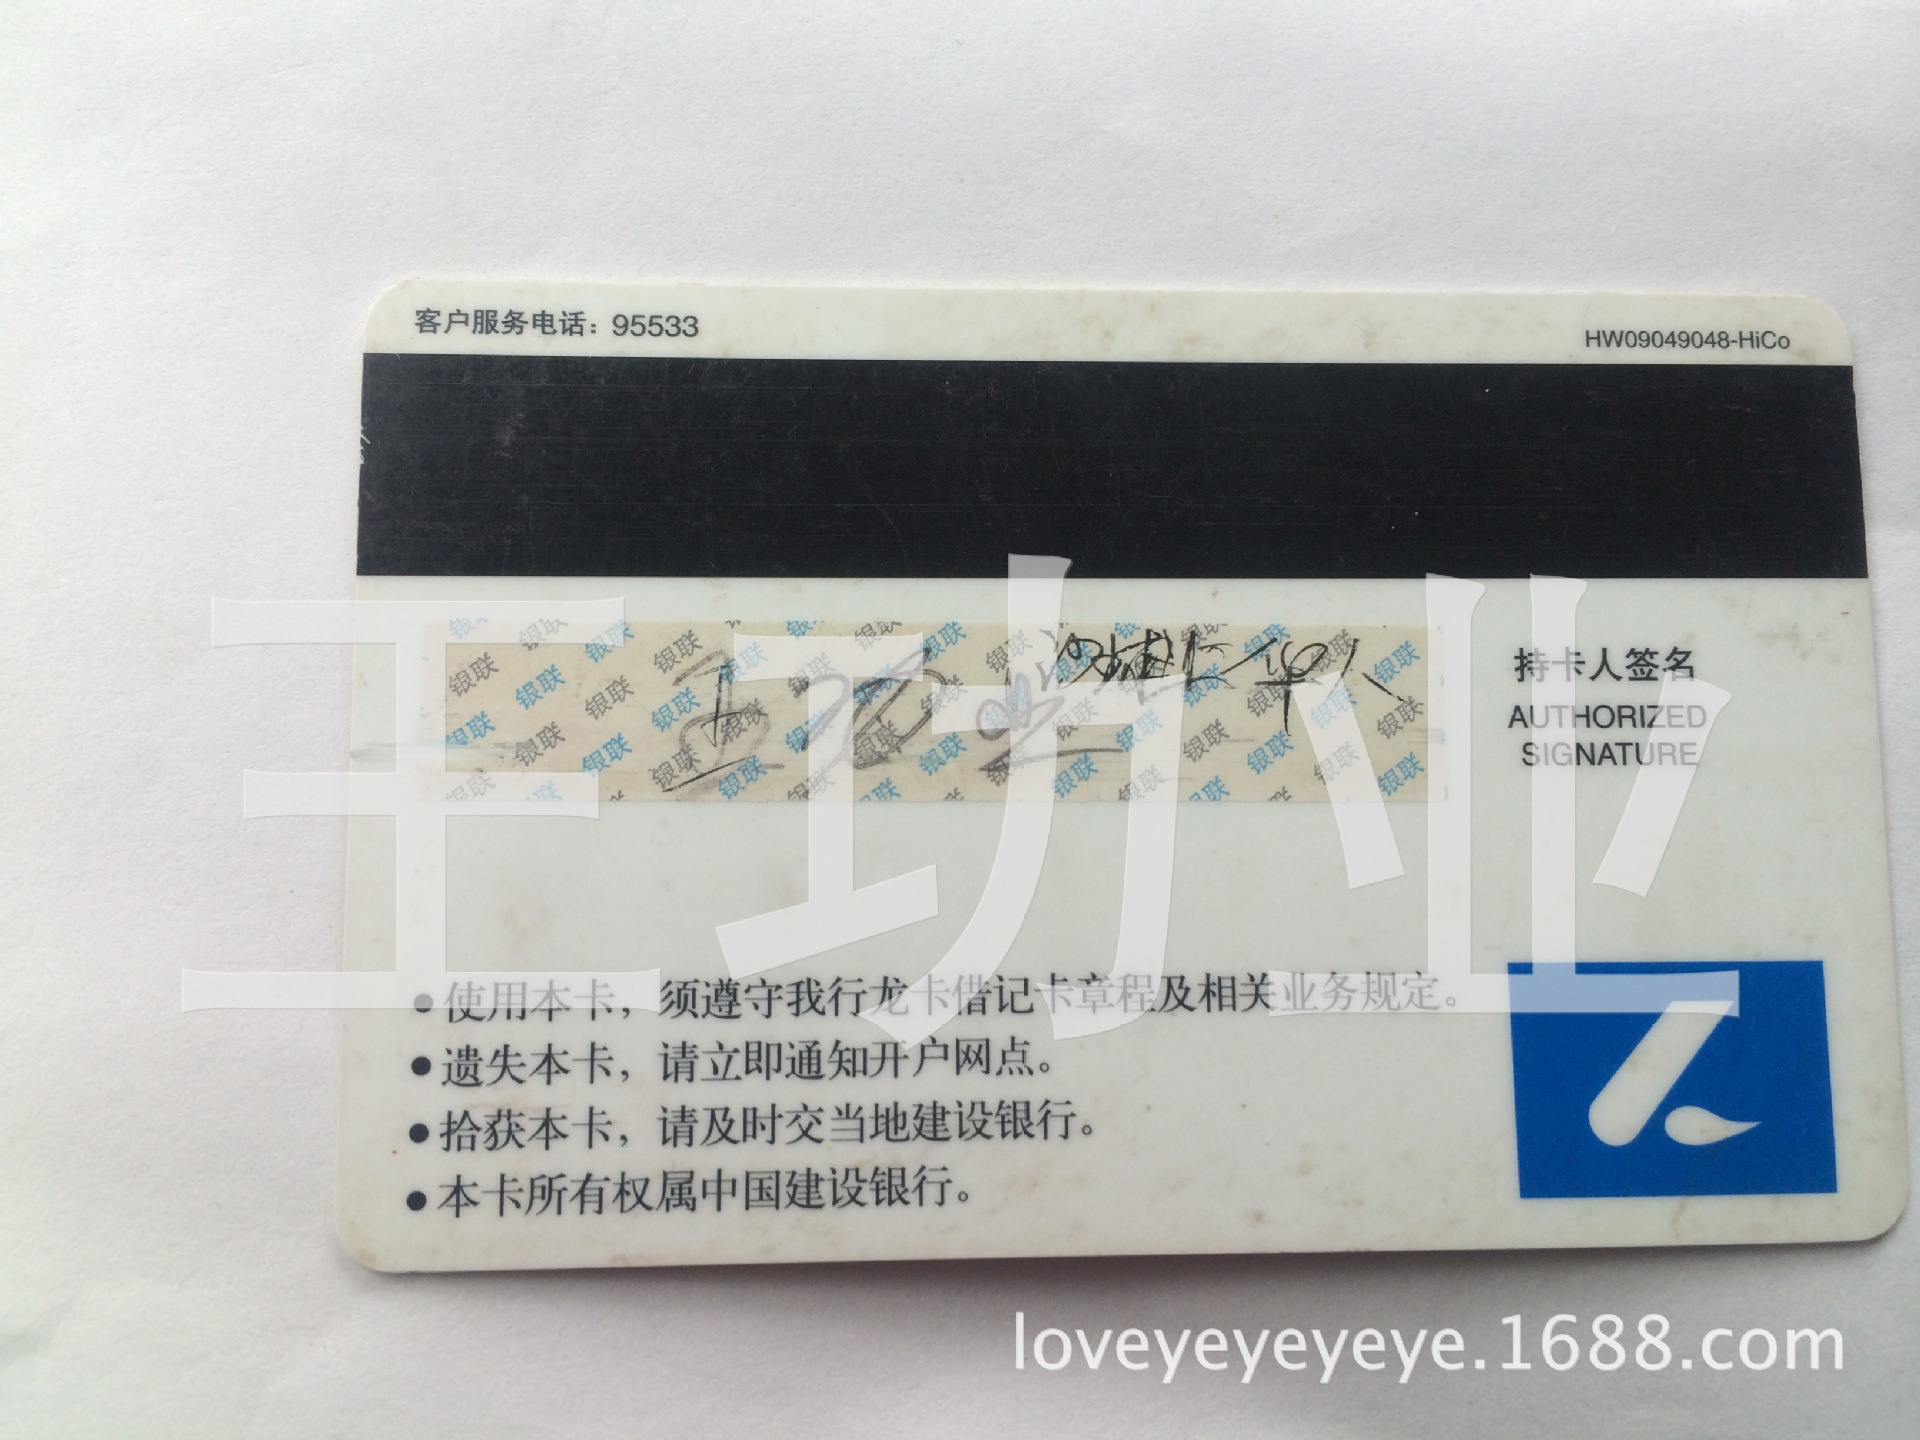 客户服务电话：95533
HW09049048-HiCo
持卡人签名
AUTHORIZED
SIGNATURE
王功业
● 使用本卡，须遵守我行龙卡借记卡章程及相关业务规定。
● 遗失本卡，请立即通知开户网点。
● 拾获本卡，请及时交当地建设银行。
● 本卡所有权属中国建设银行。
loveyeyeyeye.1688.com